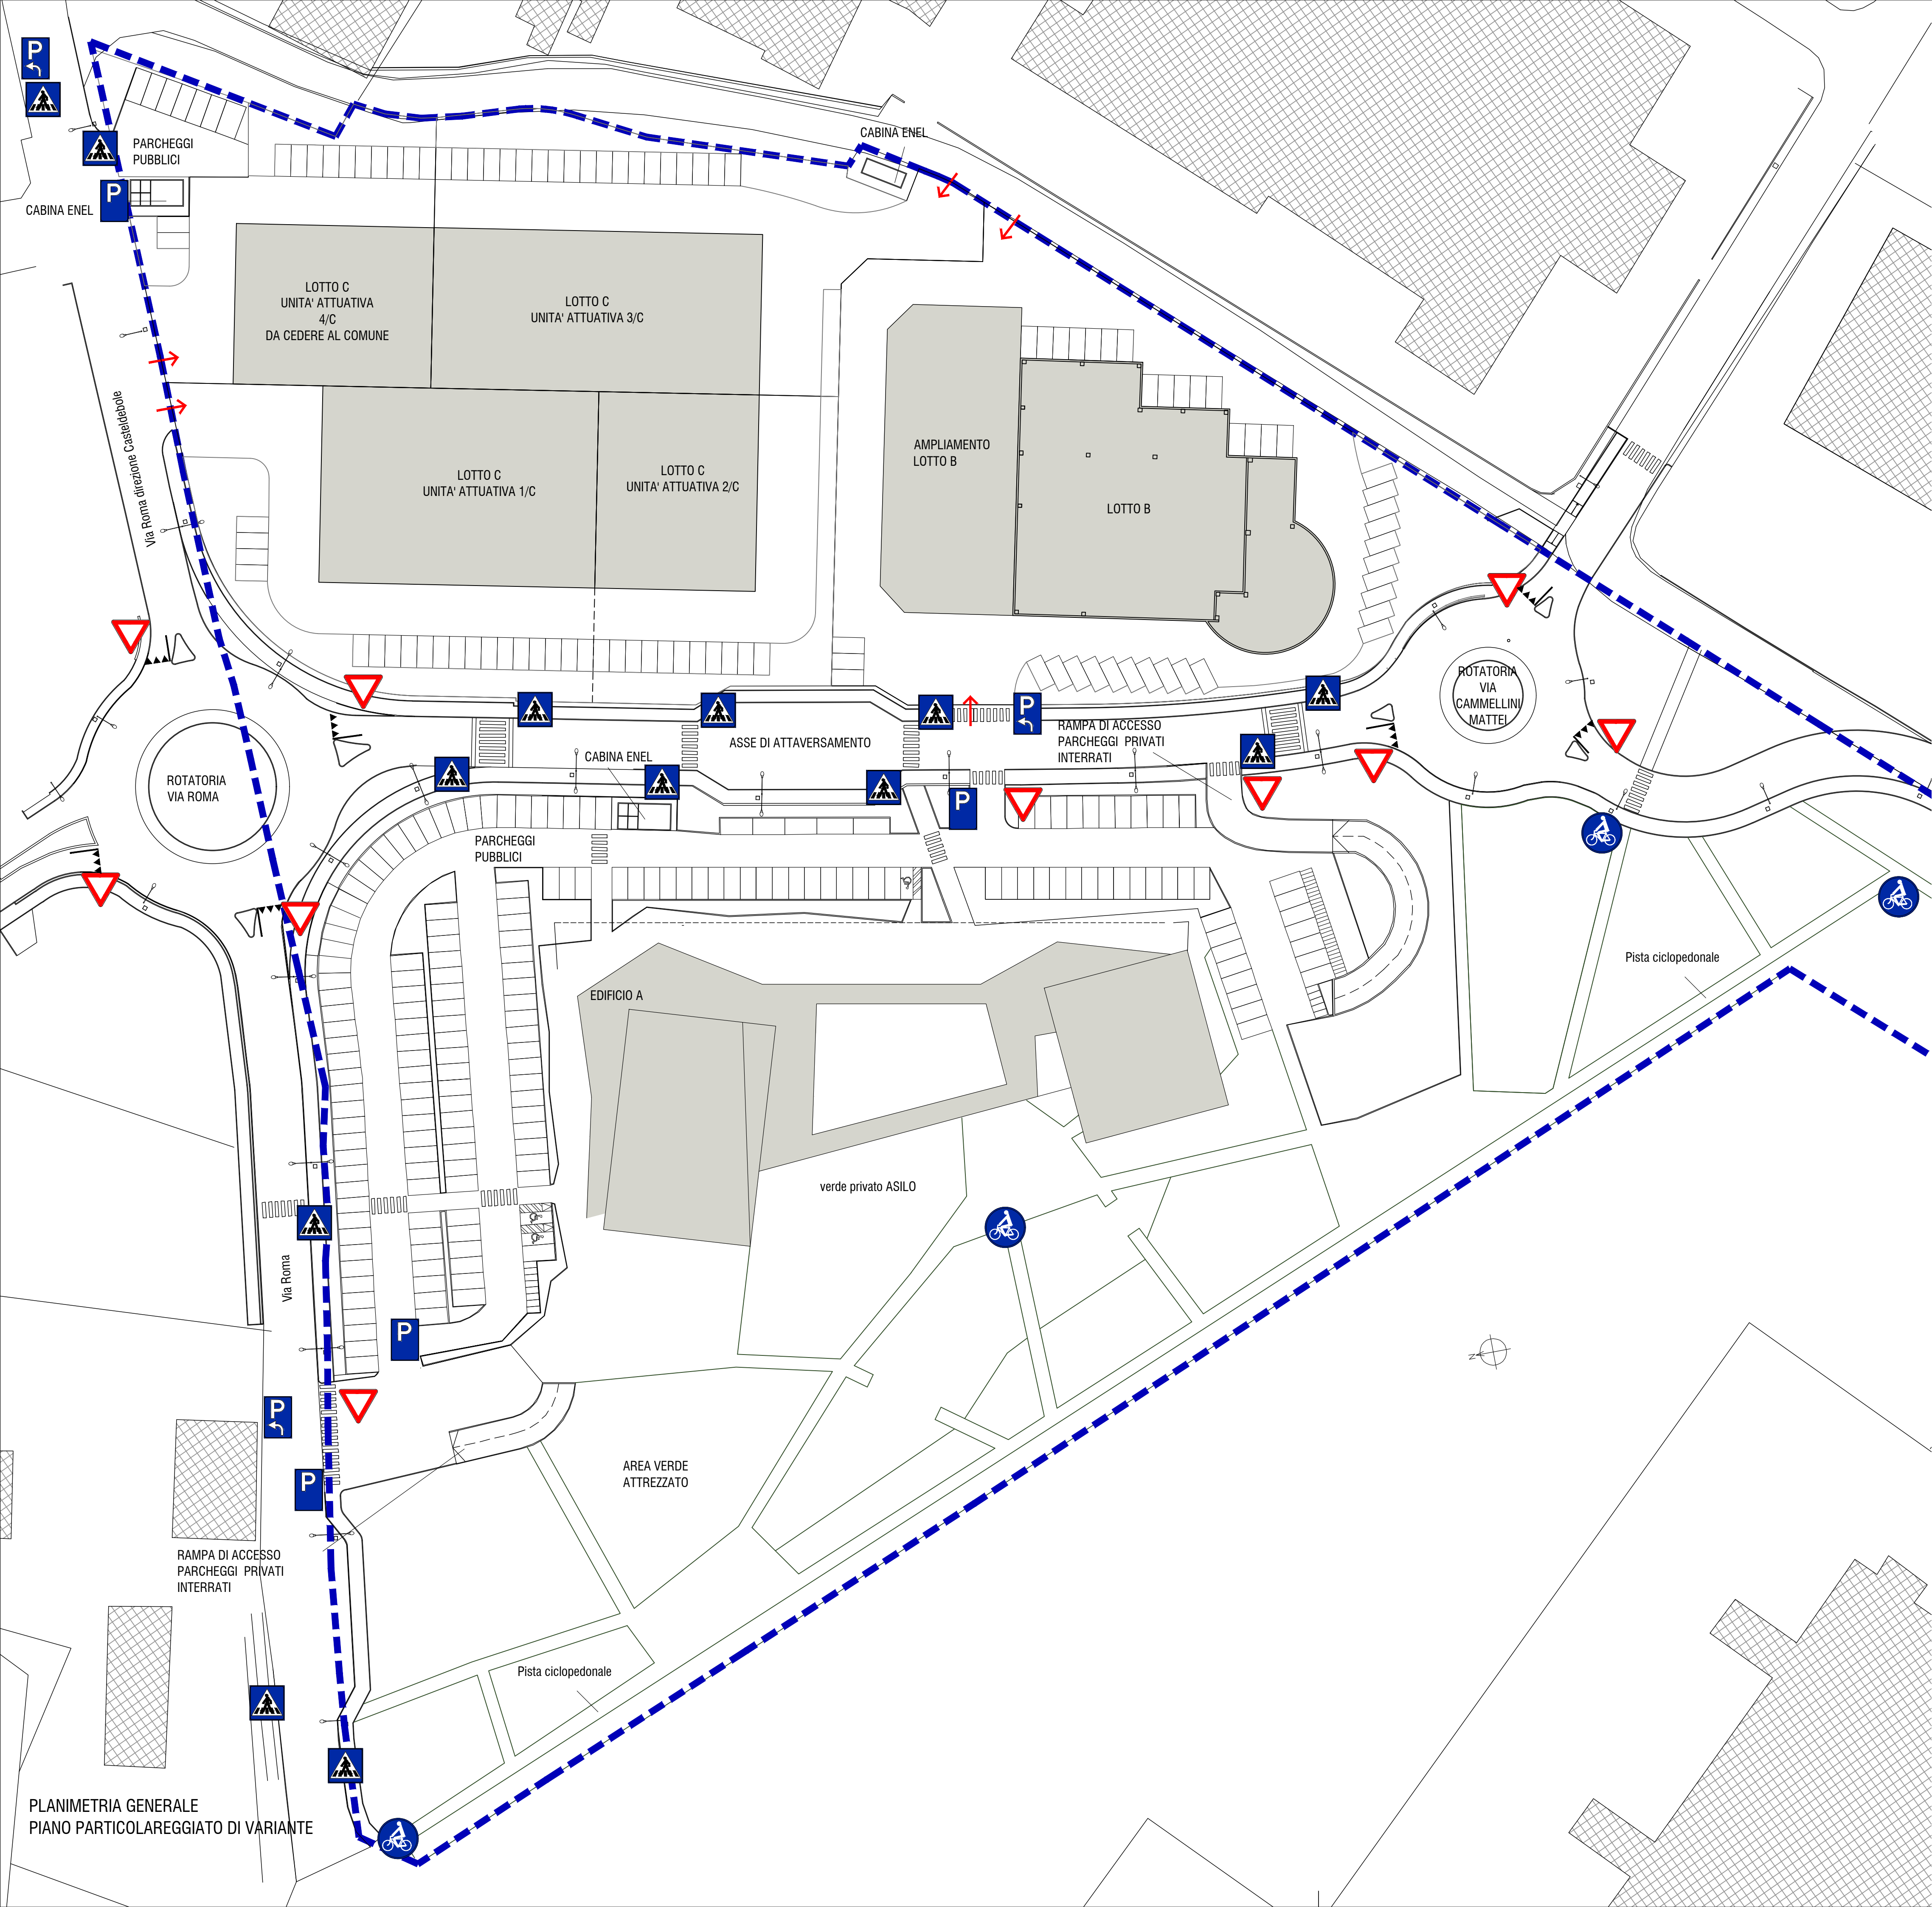 P
PARCHEGGI
PUBBLICI
CABINA ENEL
P
CABINA ENEL
LOTTO C
UNITA' ATTUATIVA
4/C
DA CEDERE AL COMUNE
LOTTO C
UNITA' ATTUATIVA 3/C
Via Roma direzione Casteldebole
LOTTO C
UNITA' ATTUATIVA 1/C
LOTTO C
UNITA' ATTUATIVA 2/C
AMPLIAMENTO
LOTTO B
LOTTO B
ROTATORIA
VIA
CAMMELLINI
MATTEI
P
RAMPA DI ACCESSO
PARCHEGGI PRIVATI
INTERRATI
ASSE DI ATTAVERSAMENTO
CABINA ENEL
ROTATORIA
VIA ROMA
P
PARCHEGGI
PUBBLICI
Pista ciclopedonale
EDIFICIO A
verde privato ASILO
Via Roma
P
N
P
P
AREA VERDE
ATTREZZATO
RAMPA DI ACCESSO
PARCHEGGI PRIVATI
INTERRATI
Pista ciclopedonale
PLANIMETRIA GENERALE
PIANO PARTICOLAREGGIATO DI VARIANTE